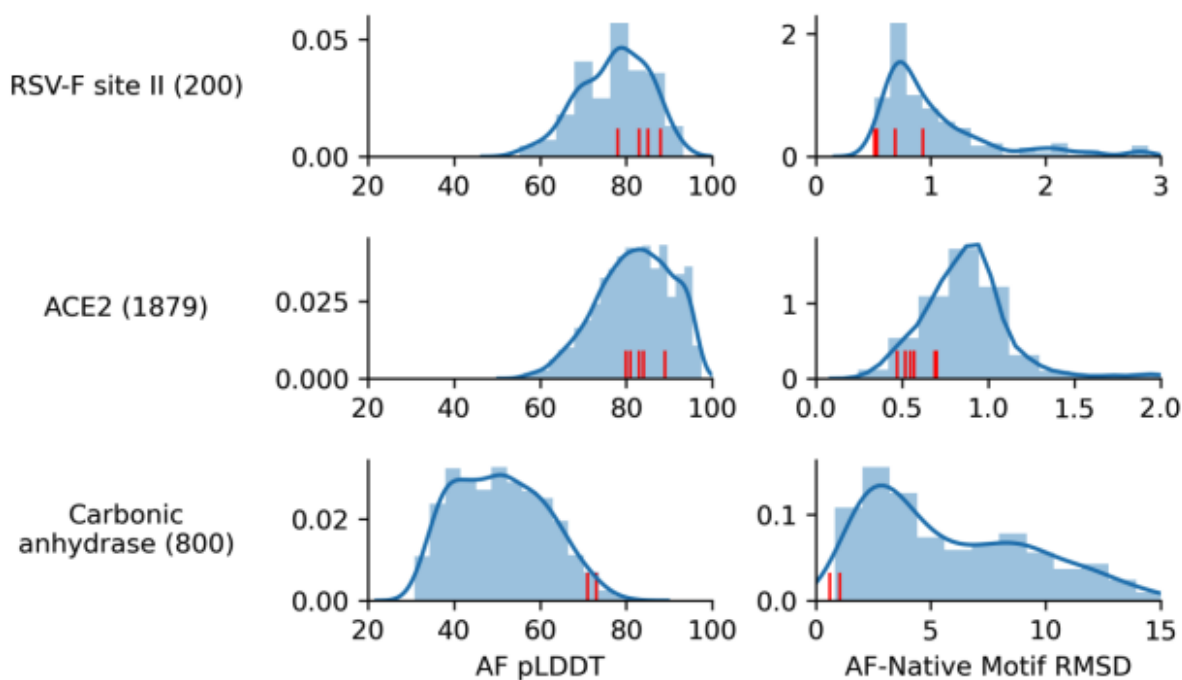 RSV-F site II (200)
0.05
0.00
20 40 60 80 100
2
1
0
0 1 2 3
ACE2 (1879)
0.025
0.000
20 40 60 80 100
1
0
0.0 0.5 1.0 1.5 2.0
Carbonic
anhydrase (800)
0.02
0.00
20 40 60 80 100
AF pLDDT
0.1
0.0
0 5 10 15
AF-Native Motif RMSD